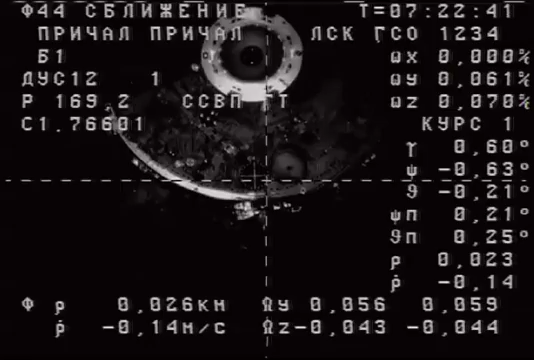 Ф44 СБЛИЖЕНИЕ Т=07:22:41
ПРИЧАЛ ПРИЧАЛ ЛСК ГСО 1234
Б1 ωx 0,000%
ДУС12 1 ωy 0,061%
Р 169,2 ССВП ТТ ωz 0,070%
С1.76601 КУРС 1
γ 0,60°
ψ -0,63°
ϑ -0,21°
ψп 0,21°
ϑп 0,25°
ρ 0,023
ρ̇ -0,14
Ф ρ 0,026км Ωy 0,056 0,059
ρ̇ -0,14м/с Ωz-0,043 -0,044